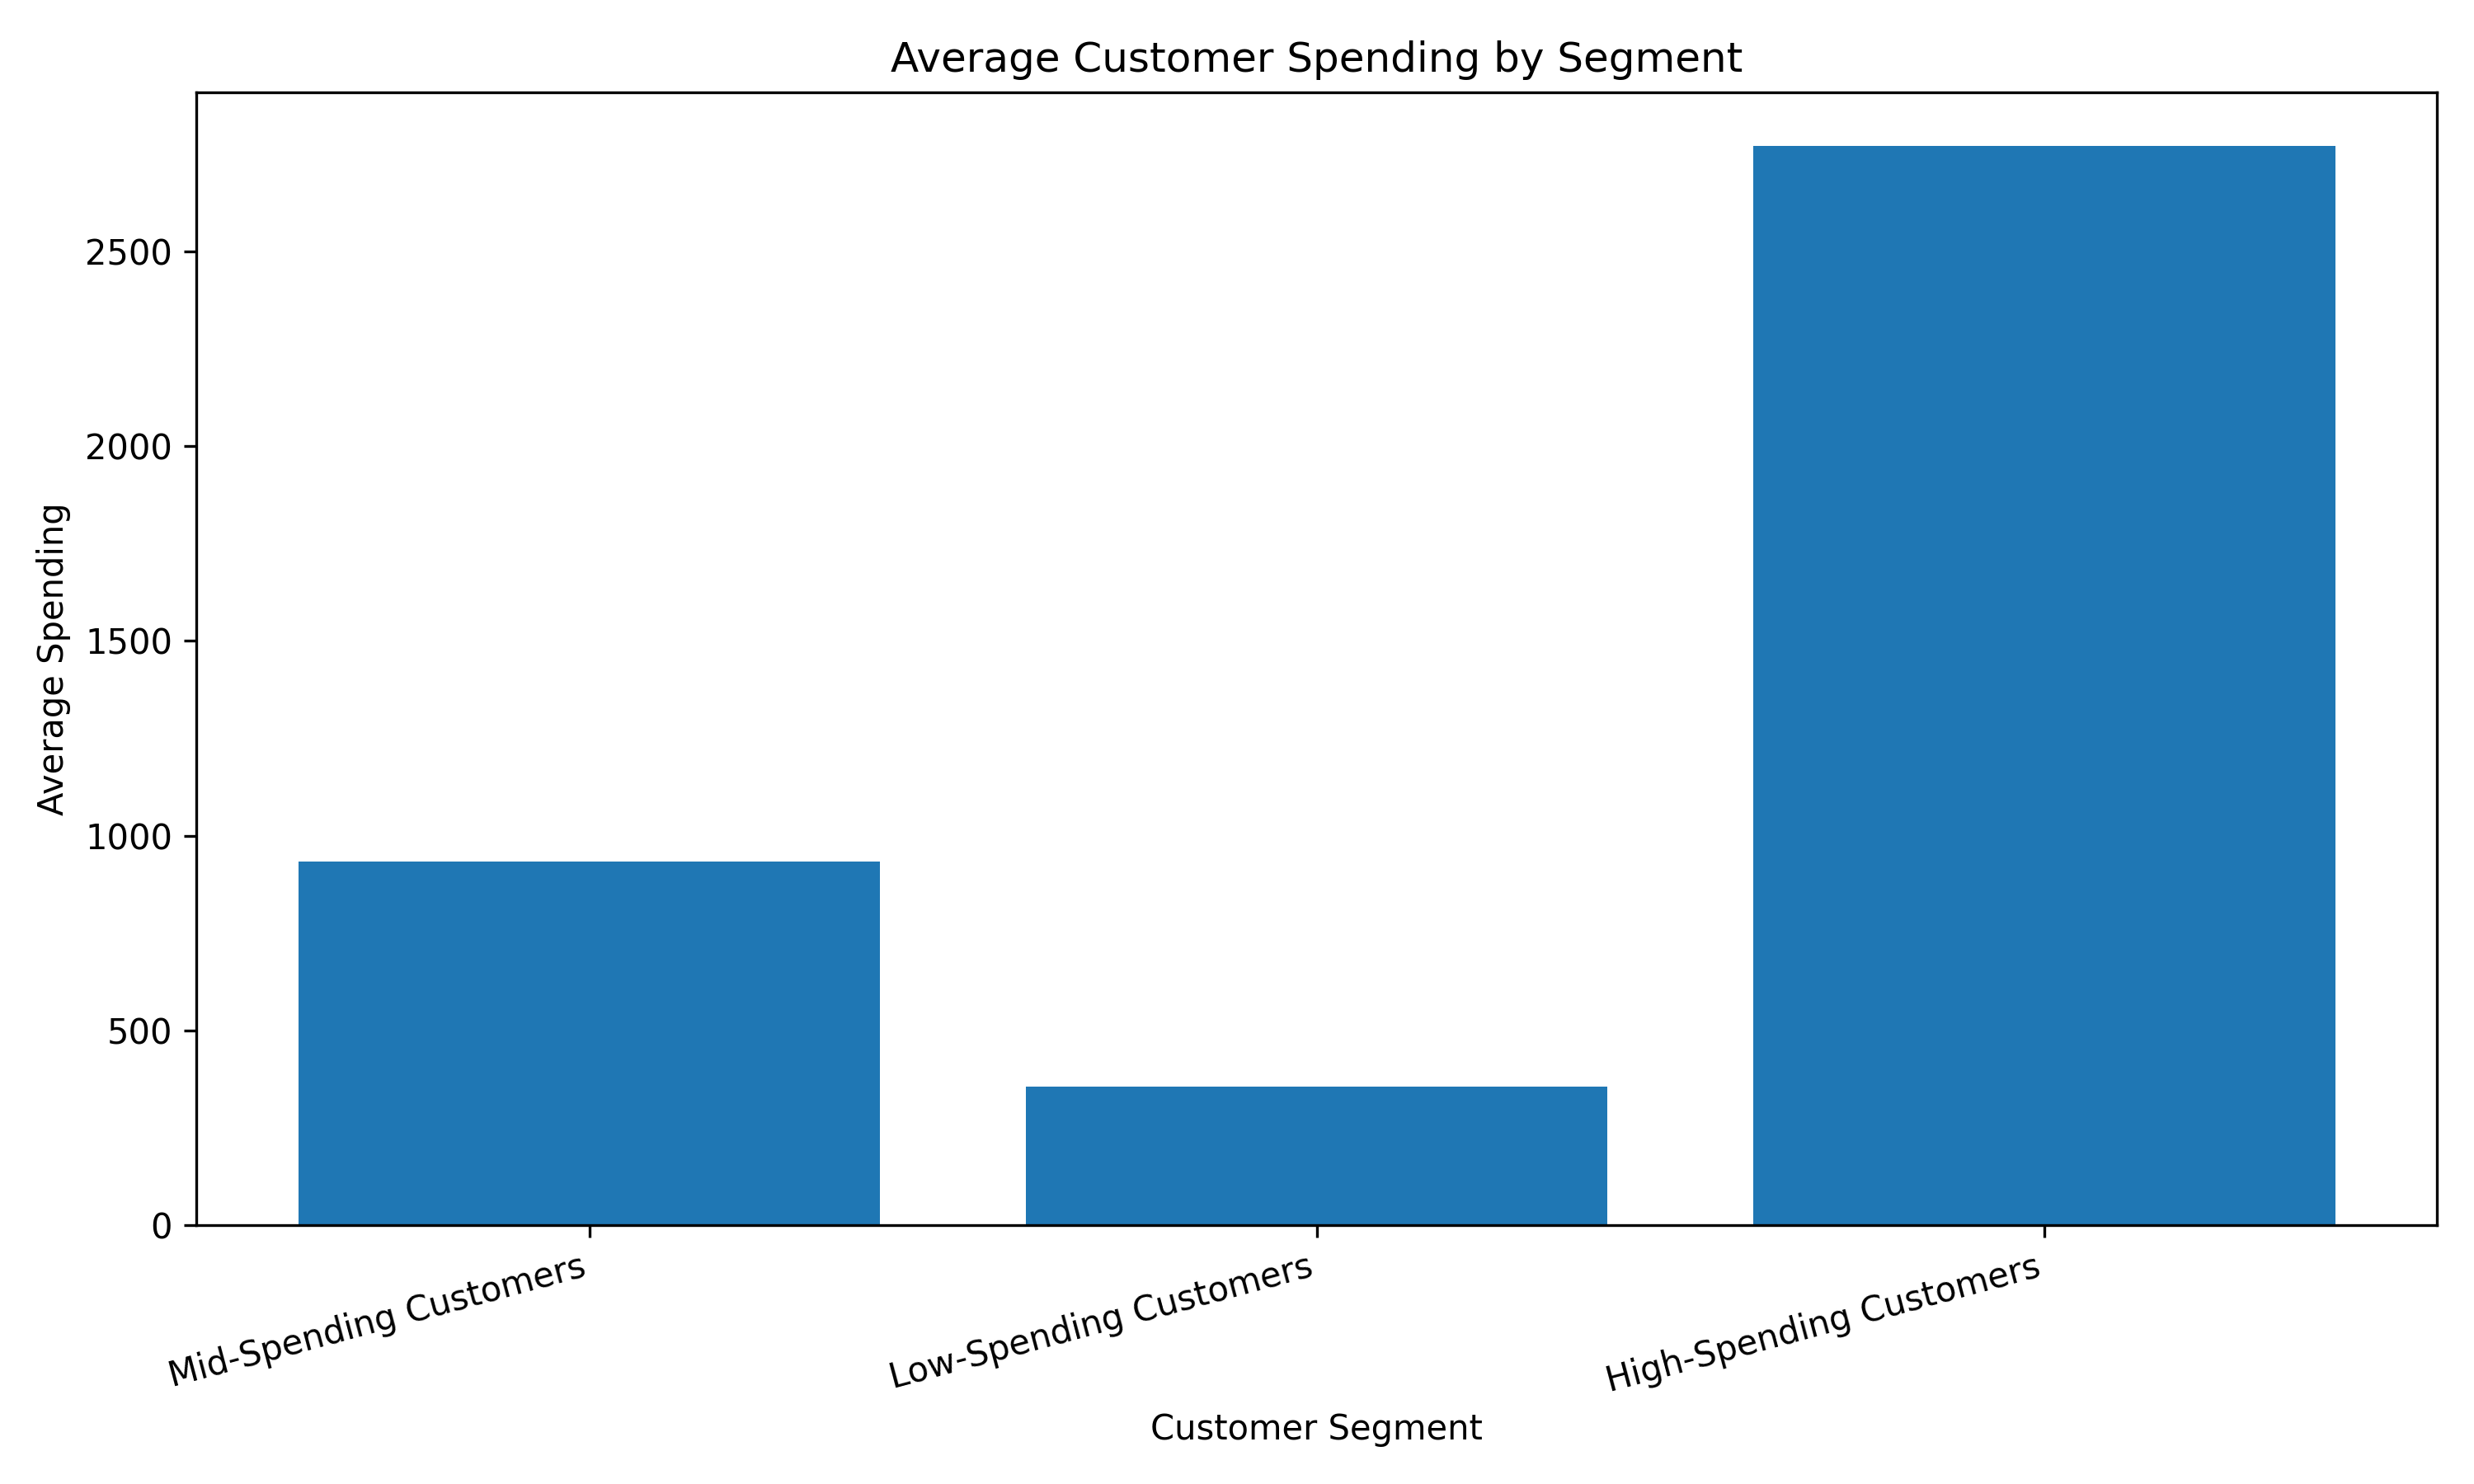 Average Customer Spending by Segment
Average Spending
2500
2000
1500
1000
500
0
Mid-Spending Customers
Low-Spending Customers
High-Spending Customers
Customer Segment